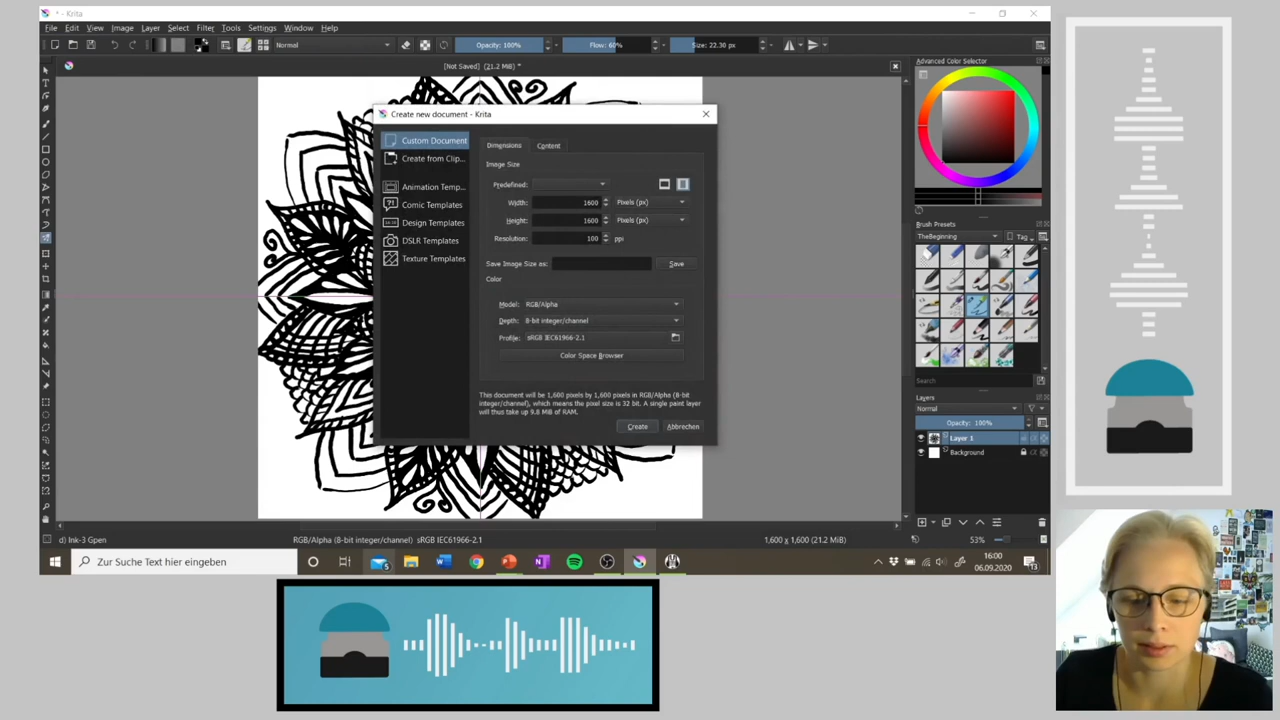 * - Krita
File Edit View Image Layer Select Filter Tools Settings Window Help
Normal Opacity: 100% Flow: 60% Size: 22.30 px
[Not Saved] (21.2 MiB) *
Create new document - Krita
Custom Document
Create from Clip...
Animation Temp...
Comic Templates
Design Templates
DSLR Templates
Texture Templates
Dimensions Content
Image Size
Predefined:
Width: 1600 Pixels (px)
Height: 1600 Pixels (px)
Resolution: 100 ppi
Save Image Size as: Save
Color
Model: RGB/Alpha
Depth: 8-bit integer/channel
Profile: sRGB IEC61966-2.1
Color Space Browser
This document will be 1,600 pixels by 1,600 pixels in RGB/Alpha (8-bit
integer/channel), which means the pixel size is 32 bit. A single paint layer
will thus take up 9.8 MiB of RAM.
Create Abbrechen
Advanced Color Selector
Brush Presets
TheBeginning Tag
Search
Layers
Normal
Opacity: 100%
Layer 1
Background
d) Ink-3 Gpen RGB/Alpha (8-bit integer/channel) sRGB IEC61966-2.1 1,600 x 1,600 (21.2 MiB) 53%
Zur Suche Text hier eingeben
16:00
06.09.2020